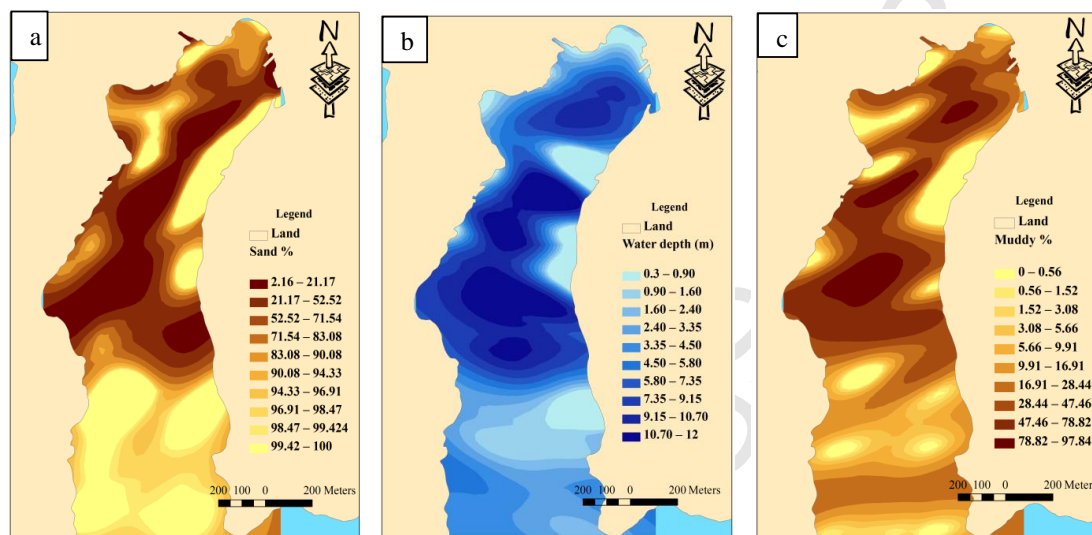 a
N
Legend
Land
Sand %
2.16 – 21.17
21.17 – 52.52
52.52 – 71.54
71.54 – 83.08
83.08 – 90.08
90.08 – 94.33
94.33 – 96.91
96.91 – 98.47
98.47 – 99.424
99.42 – 100
200 100 0 200 Meters
b
N
Legend
Land
Water depth (m)
0.3 – 0.90
0.90 – 1.60
1.60 – 2.40
2.40 – 3.35
3.35 – 4.50
4.50 – 5.80
5.80 – 7.35
7.35 – 9.15
9.15 – 10.70
10.70 – 12
200 100 0 200 Meters
c
N
Legend
Land
Muddy %
0 – 0.56
0.56 – 1.52
1.52 – 3.08
3.08 – 5.66
5.66 – 9.91
9.91 – 16.91
16.91 – 28.44
28.44 – 47.46
47.46 – 78.82
78.82 – 97.84
200 100 0 200 Meters